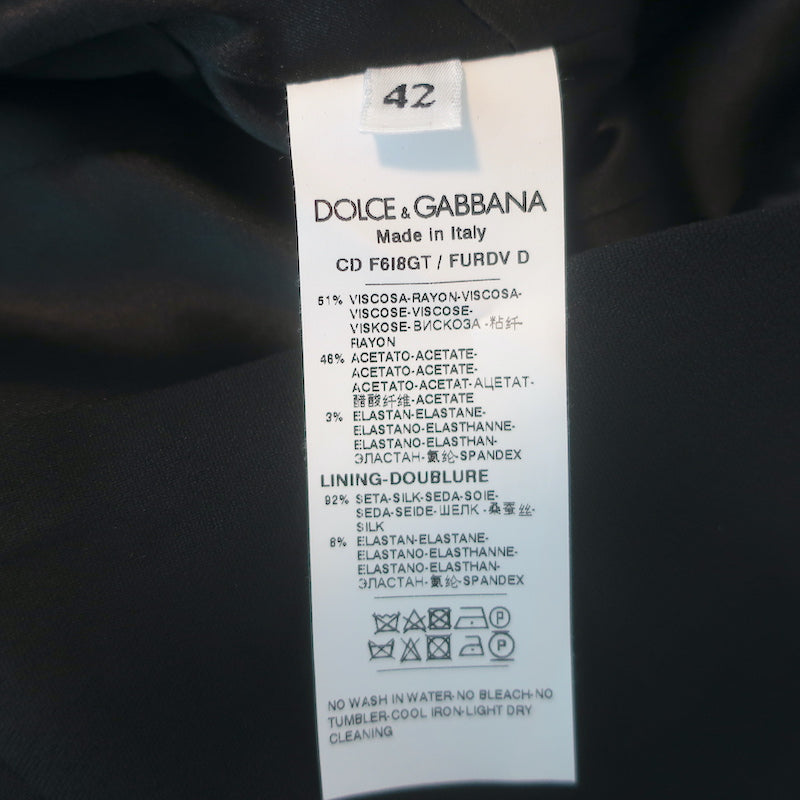 42
DOLCE & GABBANA
Made in Italy
CD F6I8GT / FURDV D
51% VISCOSA-RAYON-VISCOSA-
VISCOSE-VISCOSE-
VISKOSE-ВИСКОЗА-粘纤-
RAYON
46% ACETATO-ACETATE-
ACETATO-ACETATE-
ACETATO-ACETAT-АЦЕТАТ-
醋酸纤维-ACETATE
3% ELASTAN-ELASTANE-
ELASTANO-ELASTHANNE-
ELASTANO-ELASTHAN-
ЭЛАСТАН-氨纶-SPANDEX
LINING-DOUBLURE
92% SETA-SILK-SEDA-SOIE-
SEDA-SEIDE-ШЕЛК-桑蚕丝-
SILK
8% ELASTAN-ELASTANE-
ELASTANO-ELASTHANNE-
ELASTANO-ELASTHAN-
ЭЛАСТАН-氨纶-SPANDEX
P
P
NO WASH IN WATER-NO BLEACH-NO
TUMBLER-COOL IRON-LIGHT DRY
CLEANING